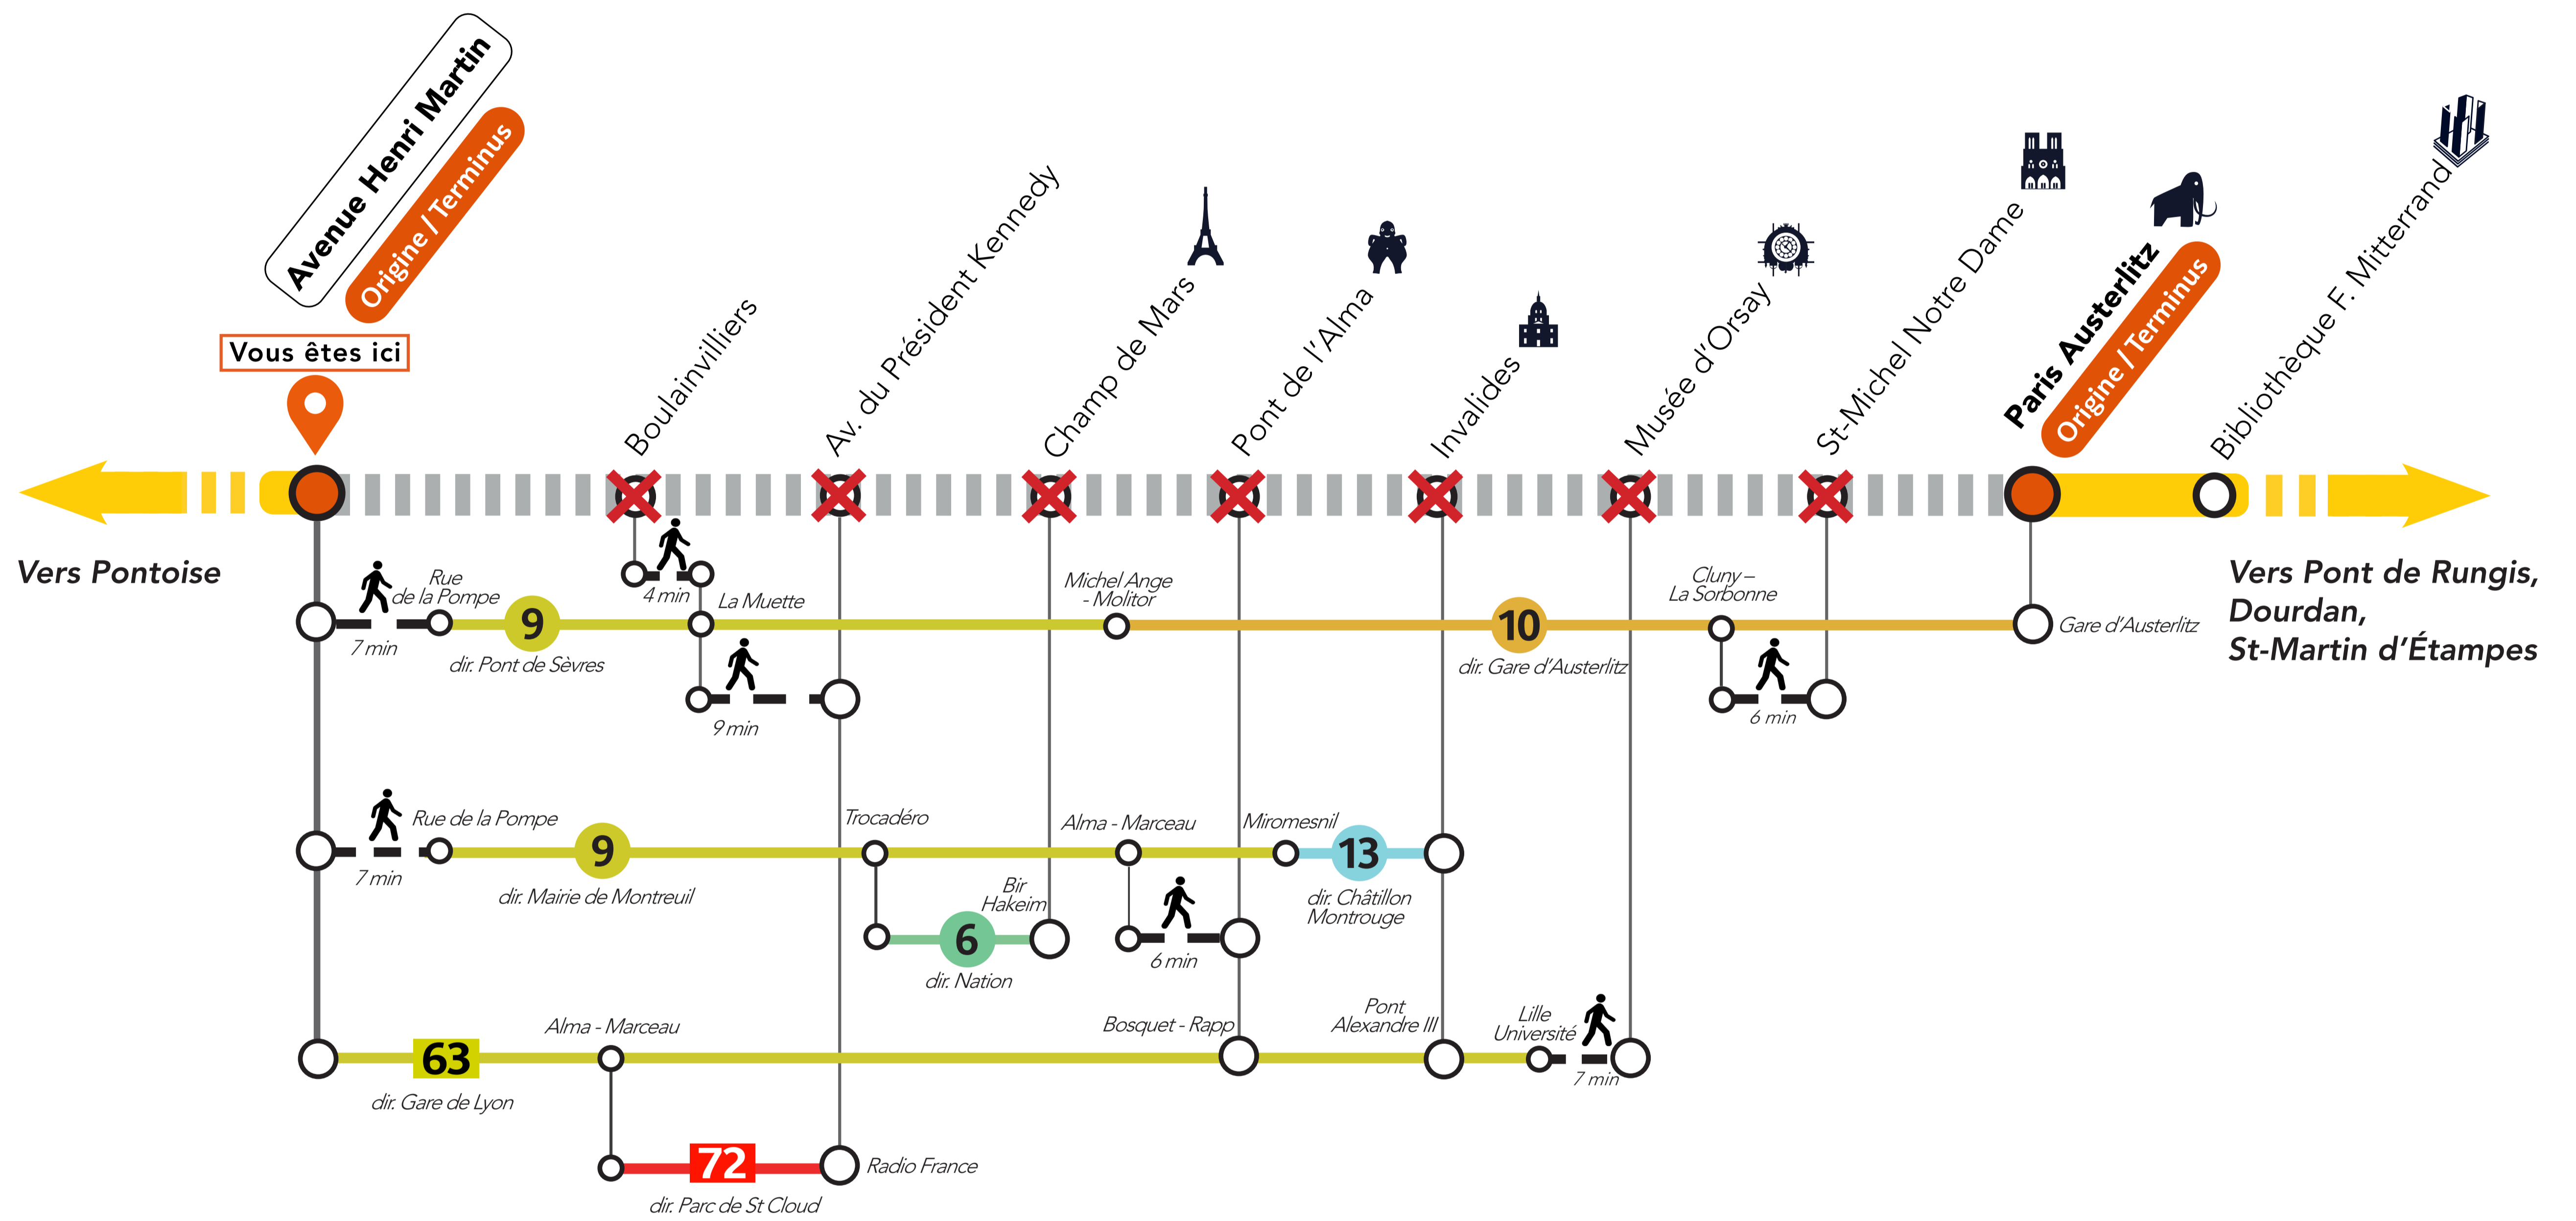 Avenue Henri Martin
Origine / Terminus
Vous êtes ici
Boulainvilliers
Av. du Président Kennedy
Champ de Mars
Pont de l'Alma
Invalides
Musée d'Orsay
St-Michel Notre Dame
Paris Austerlitz
Origine / Terminus
Bibliothèque F. Mitterrand
Vers Pontoise
Vers Pont de Rungis,
Dourdan,
St-Martin d'Étampes
7 min
Rue
de la Pompe
9
dir. Pont de Sèvres
4 min
La Muette
9 min
Michel Ange
- Molitor
10
dir. Gare d'Austerlitz
Cluny –
La Sorbonne
6 min
Gare d'Austerlitz
7 min
Rue de la Pompe
9
dir. Mairie de Montreuil
Trocadéro
6
dir. Nation
Bir
Hakeim
Alma - Marceau
6 min
Miromesnil
13
dir. Châtillon
Montrouge
63
dir. Gare de Lyon
Alma - Marceau
Bosquet - Rapp
Pont
Alexandre III
Lille
Université
7 min
72
dir. Parc de St Cloud
Radio France